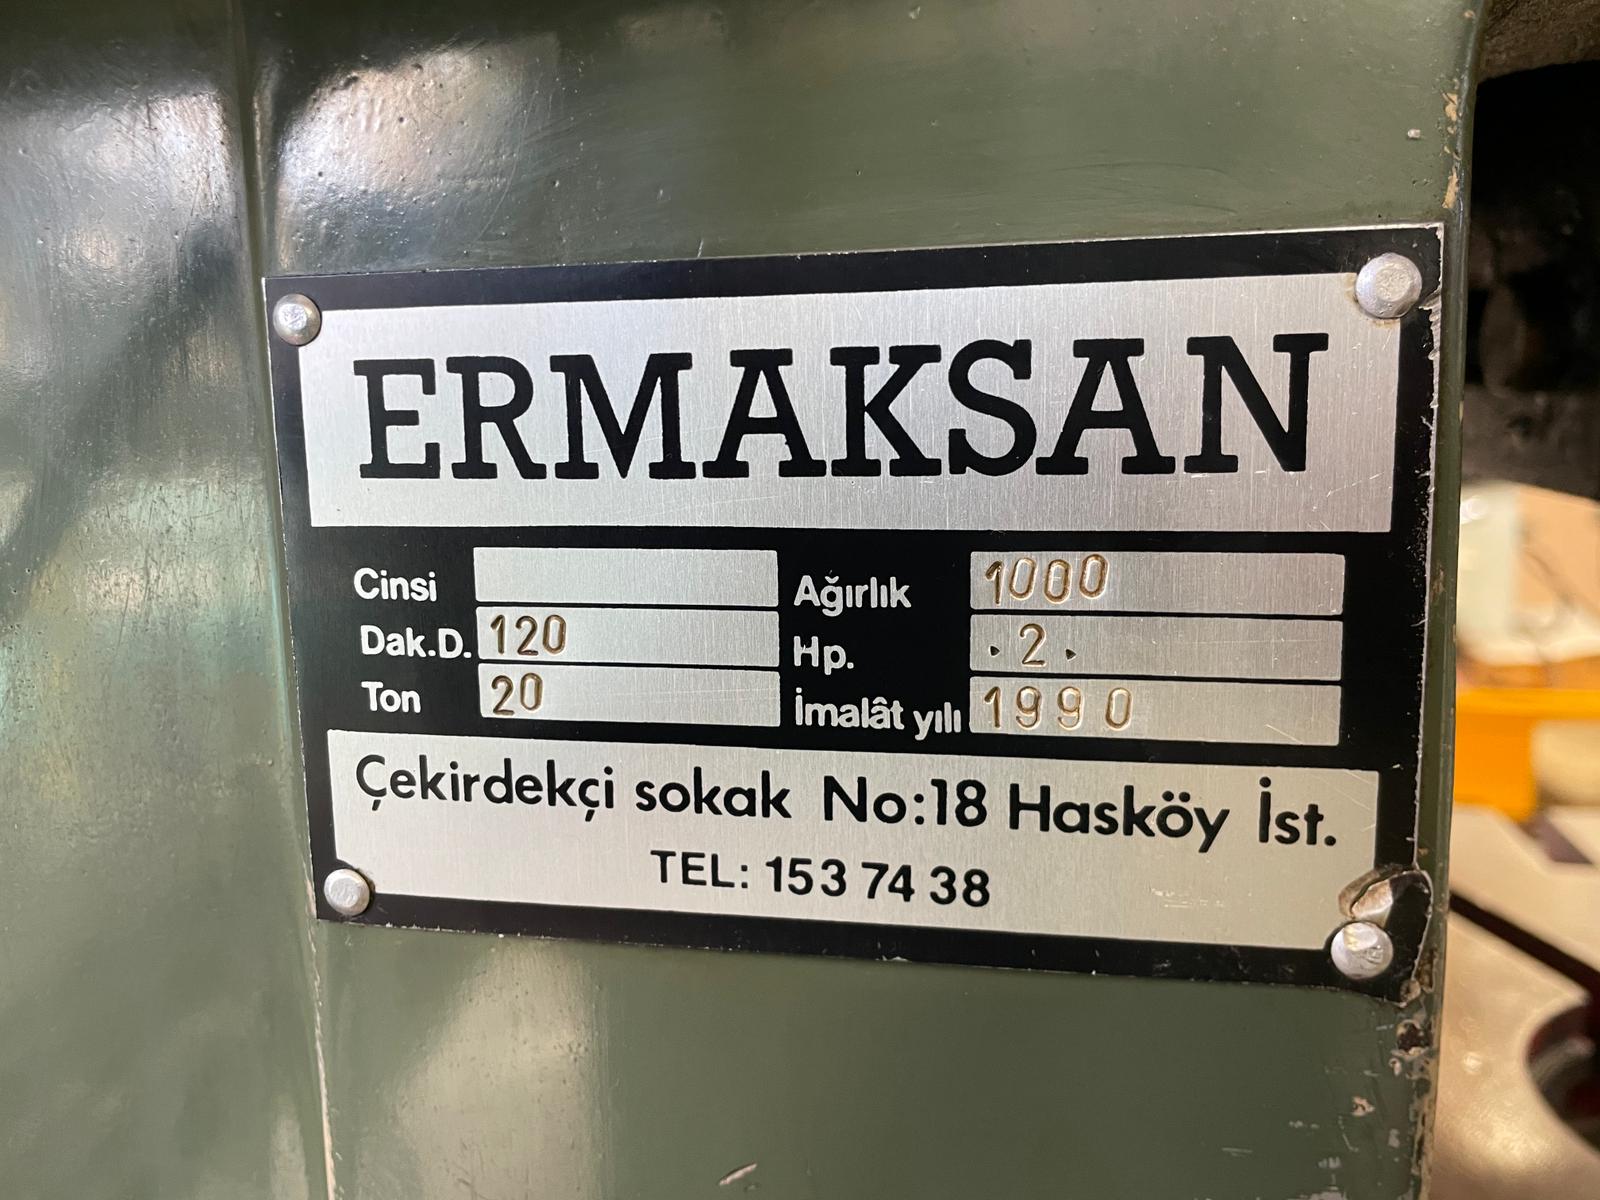 ERMAKSAN
Cinsi
Dak.D. 120
Ton 20
Ağırlık 1000
Hp. .2.
İmalât yılı 1990
Çekirdekçi sokak No:18 Hasköy İst.
TEL: 153 74 38